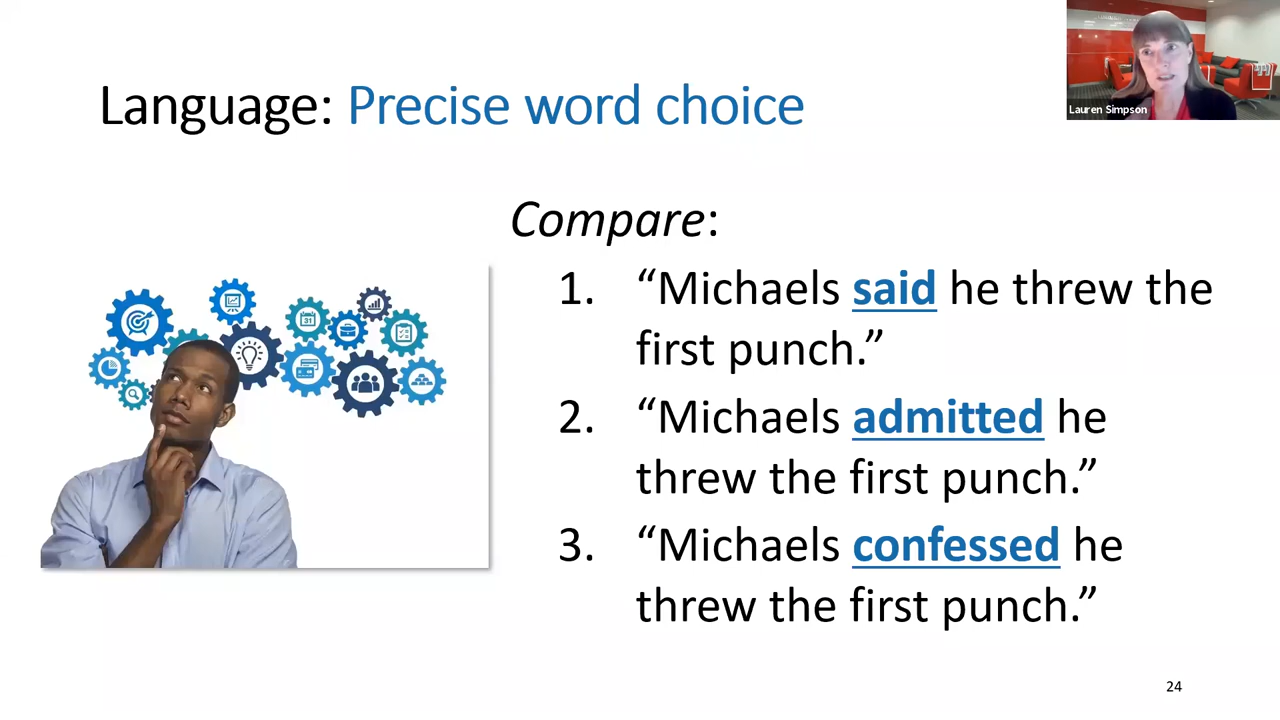 Lauren Simpson
Language: Precise word choice
Compare:
1. “Michaels said he threw the
first punch.”
2. “Michaels admitted he
threw the first punch.”
3. “Michaels confessed he
threw the first punch.”
31
24